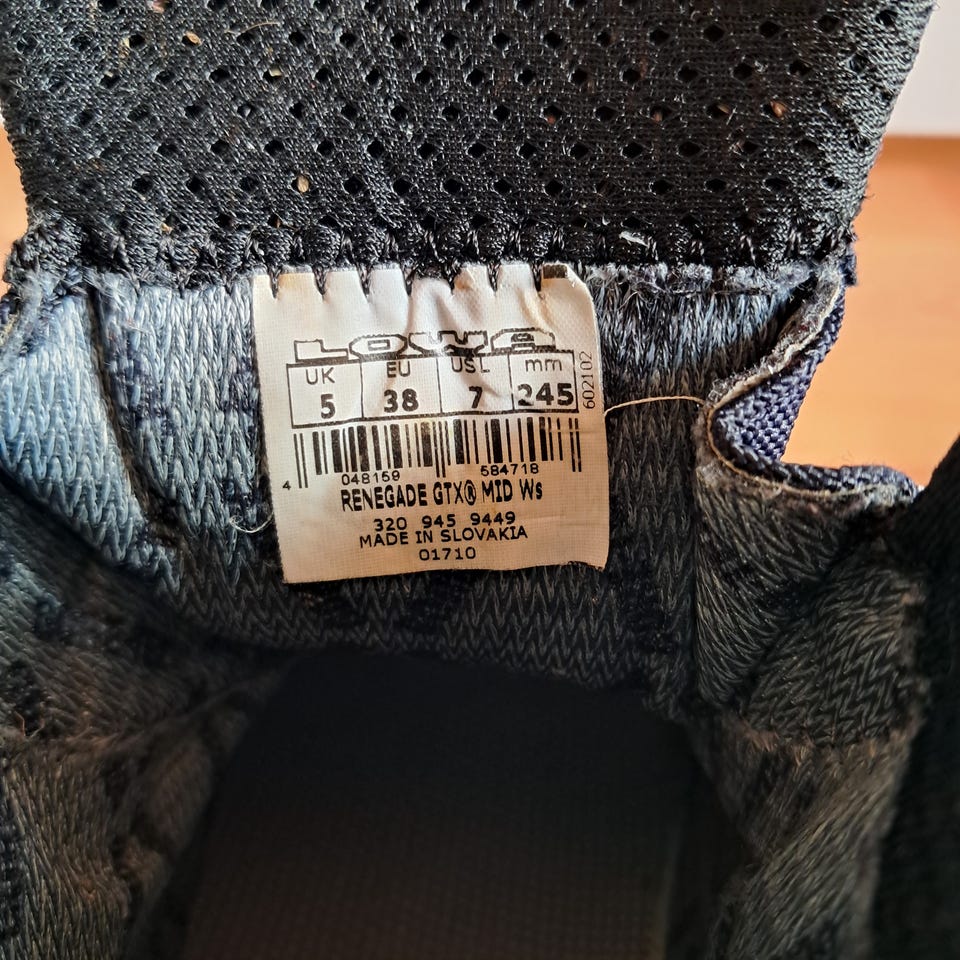 LOWA
UK EU USL mm
5 38 7 245
602102
4 048159 584718
RENEGADE GTX® MID Ws
320 945 9449
MADE IN SLOVAKIA
01710